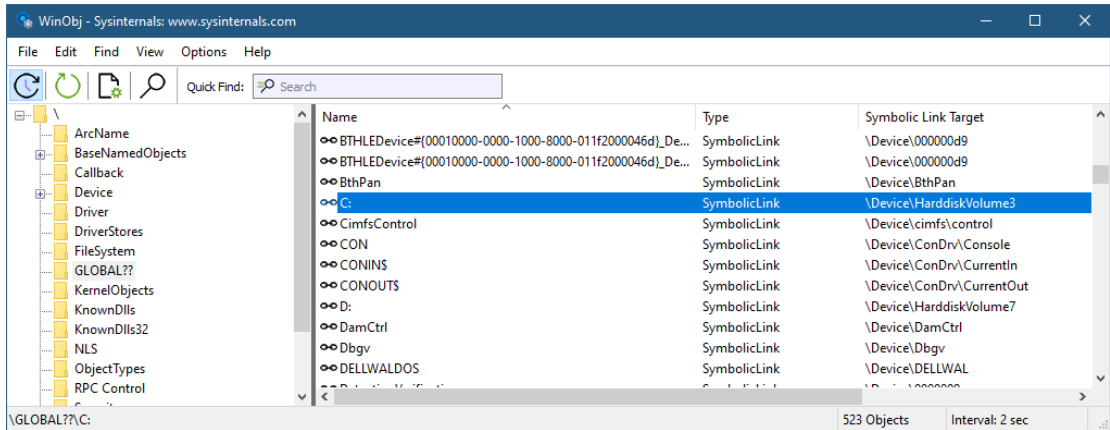 WinObj - Sysinternals: www.sysinternals.com
File Edit Find View Options Help
Quick Find: Search
\
ArcName
BaseNamedObjects
Callback
Device
Driver
DriverStores
FileSystem
GLOBAL??
KernelObjects
KnownDlls
KnownDlls32
NLS
ObjectTypes
RPC Control
Name Type Symbolic Link Target
BTHLEDevice#{00010000-0000-1000-8000-011f2000046d}_De... SymbolicLink \Device\000000d9
BTHLEDevice#{00010000-0000-1000-8000-011f2000046d}_De... SymbolicLink \Device\000000d9
BthPan SymbolicLink \Device\BthPan
C: SymbolicLink \Device\HarddiskVolume3
CimfsControl SymbolicLink \Device\cimfs\control
CON SymbolicLink \Device\ConDrv\Console
CONIN$ SymbolicLink \Device\ConDrv\CurrentIn
CONOUT$ SymbolicLink \Device\ConDrv\CurrentOut
D: SymbolicLink \Device\HarddiskVolume7
DamCtrl SymbolicLink \Device\DamCtrl
Dbgv SymbolicLink \Device\Dbgv
DELLWALDOS SymbolicLink \Device\DELLWAL
\GLOBAL??\C: 523 Objects Interval: 2 sec